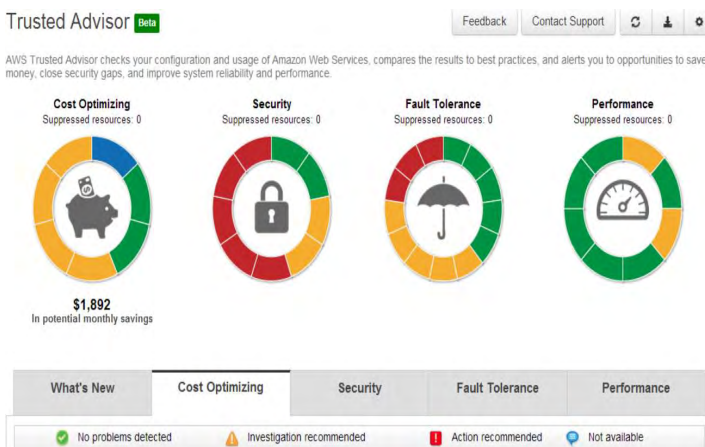 Trusted Advisor Beta
Feedback
Contact Support
AWS Trusted Advisor checks your configuration and usage of Amazon Web Services, compares the results to best practices, and alerts you to opportunities to save
money, close security gaps, and improve system reliability and performance.
Cost Optimizing
Suppressed resources: 0
Security
Suppressed resources: 0
Fault Tolerance
Suppressed resources: 0
Performance
Suppressed resources: 0
$1,892
In potential monthly savings
What's New
Cost Optimizing
Security
Fault Tolerance
Performance
No problems detected
Investigation recommended
Action recommended
Not available